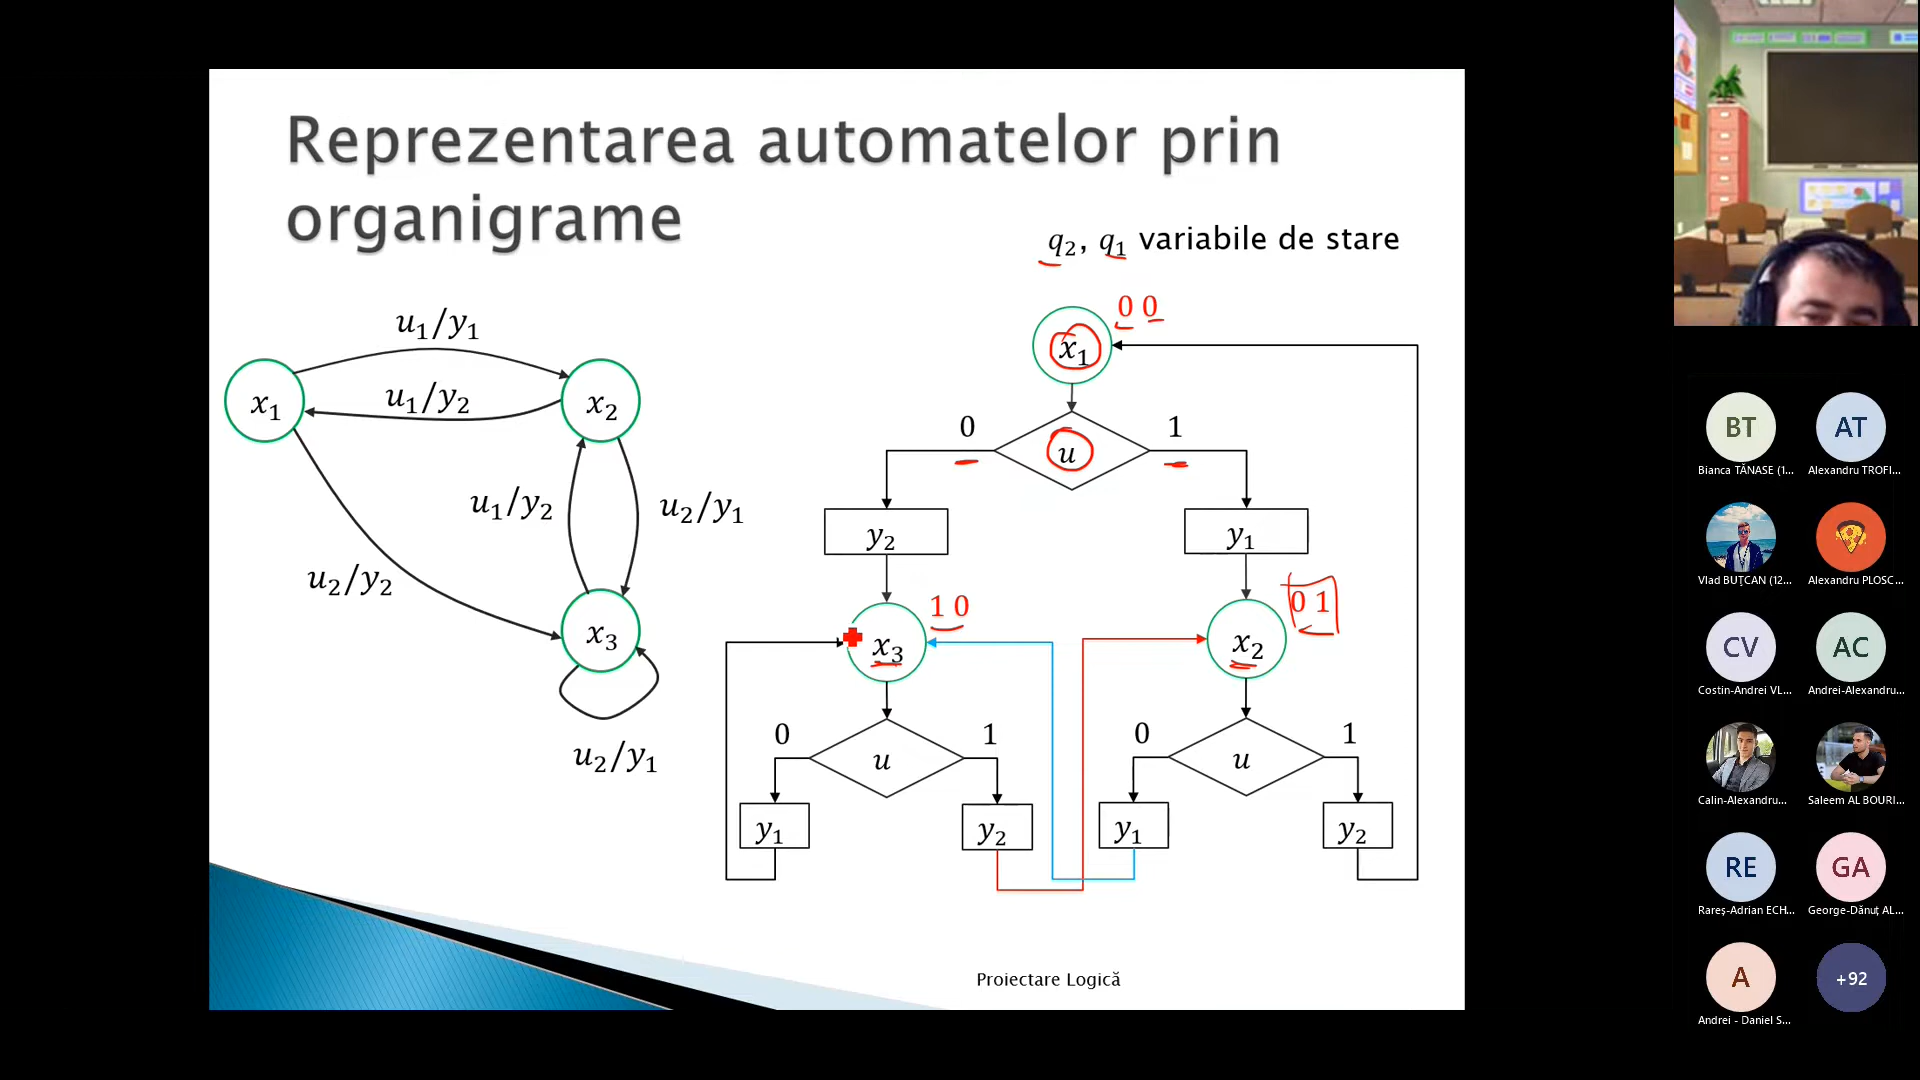 Reprezentarea automatelor prin
organigrame
q₂, q₁ variabile de stare
u₁/y₁
x₁
u₁/y₂
x₂
u₁/y₂
u₂/y₁
u₂/y₂
x₃
u₂/y₁
0 0
x₁
0
u
1
y₂
y₁
1 0
x₃
0 1
x₂
0
u
1
0
u
1
y₁
y₂
y₁
y₂
Proiectare Logică
BT
Bianca TĂNASE (1...
AT
Alexandru TROFI...
Vlad BUȚCAN (12...
Alexandru PLOSC...
CV
Costin-Andrei VL...
AC
Andrei-Alexandru...
Calin-Alexandru...
Saleem AL BOURI...
RE
Rareș-Adrian ECH...
GA
George-Dănuț AL...
A
Andrei - Daniel S...
+92